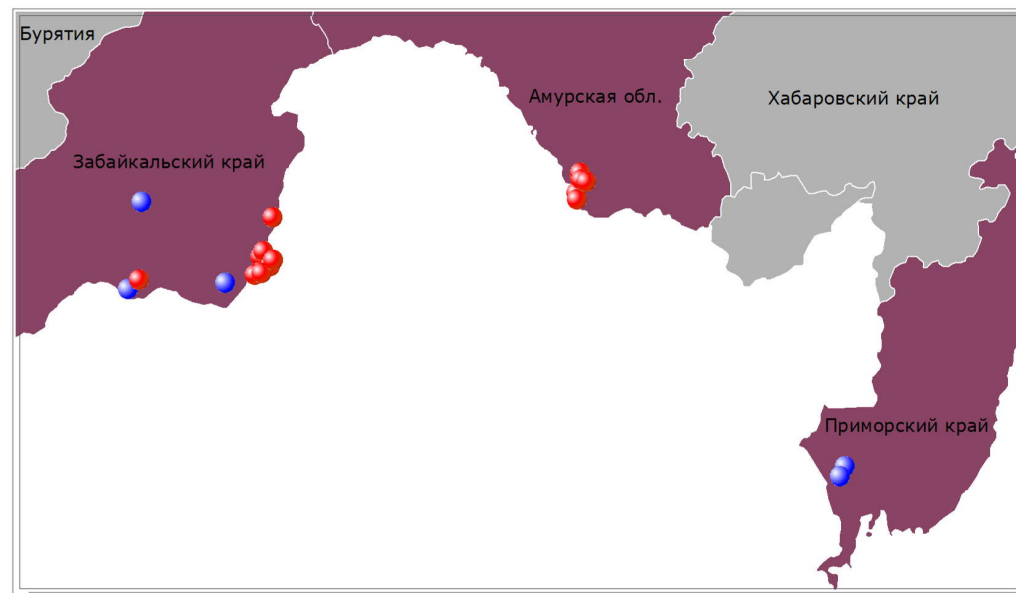 Бурятия
Амурская обл.
Хабаровский край
Забайкальский край
Приморский край